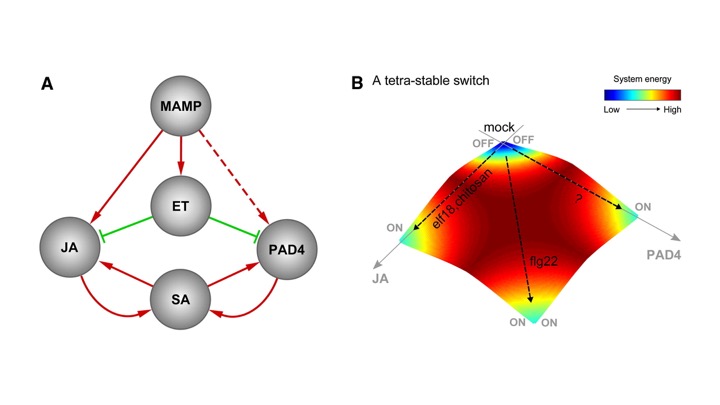 A
MAMP
ET
JA
PAD4
SA
B
A tetra-stable switch
System energy
Low
High
mock
OFF
OFF
elf18,chitosan
?
flg22
ON
ON
JA
PAD4
ON
ON